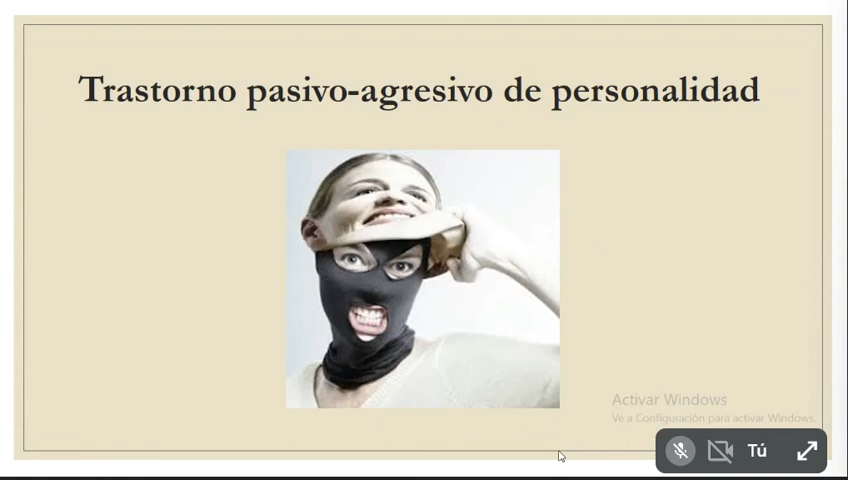 Trastorno pasivo-agresivo de personalidad
Activar Windows
Ve a Configuración para activar Windows.
Tú